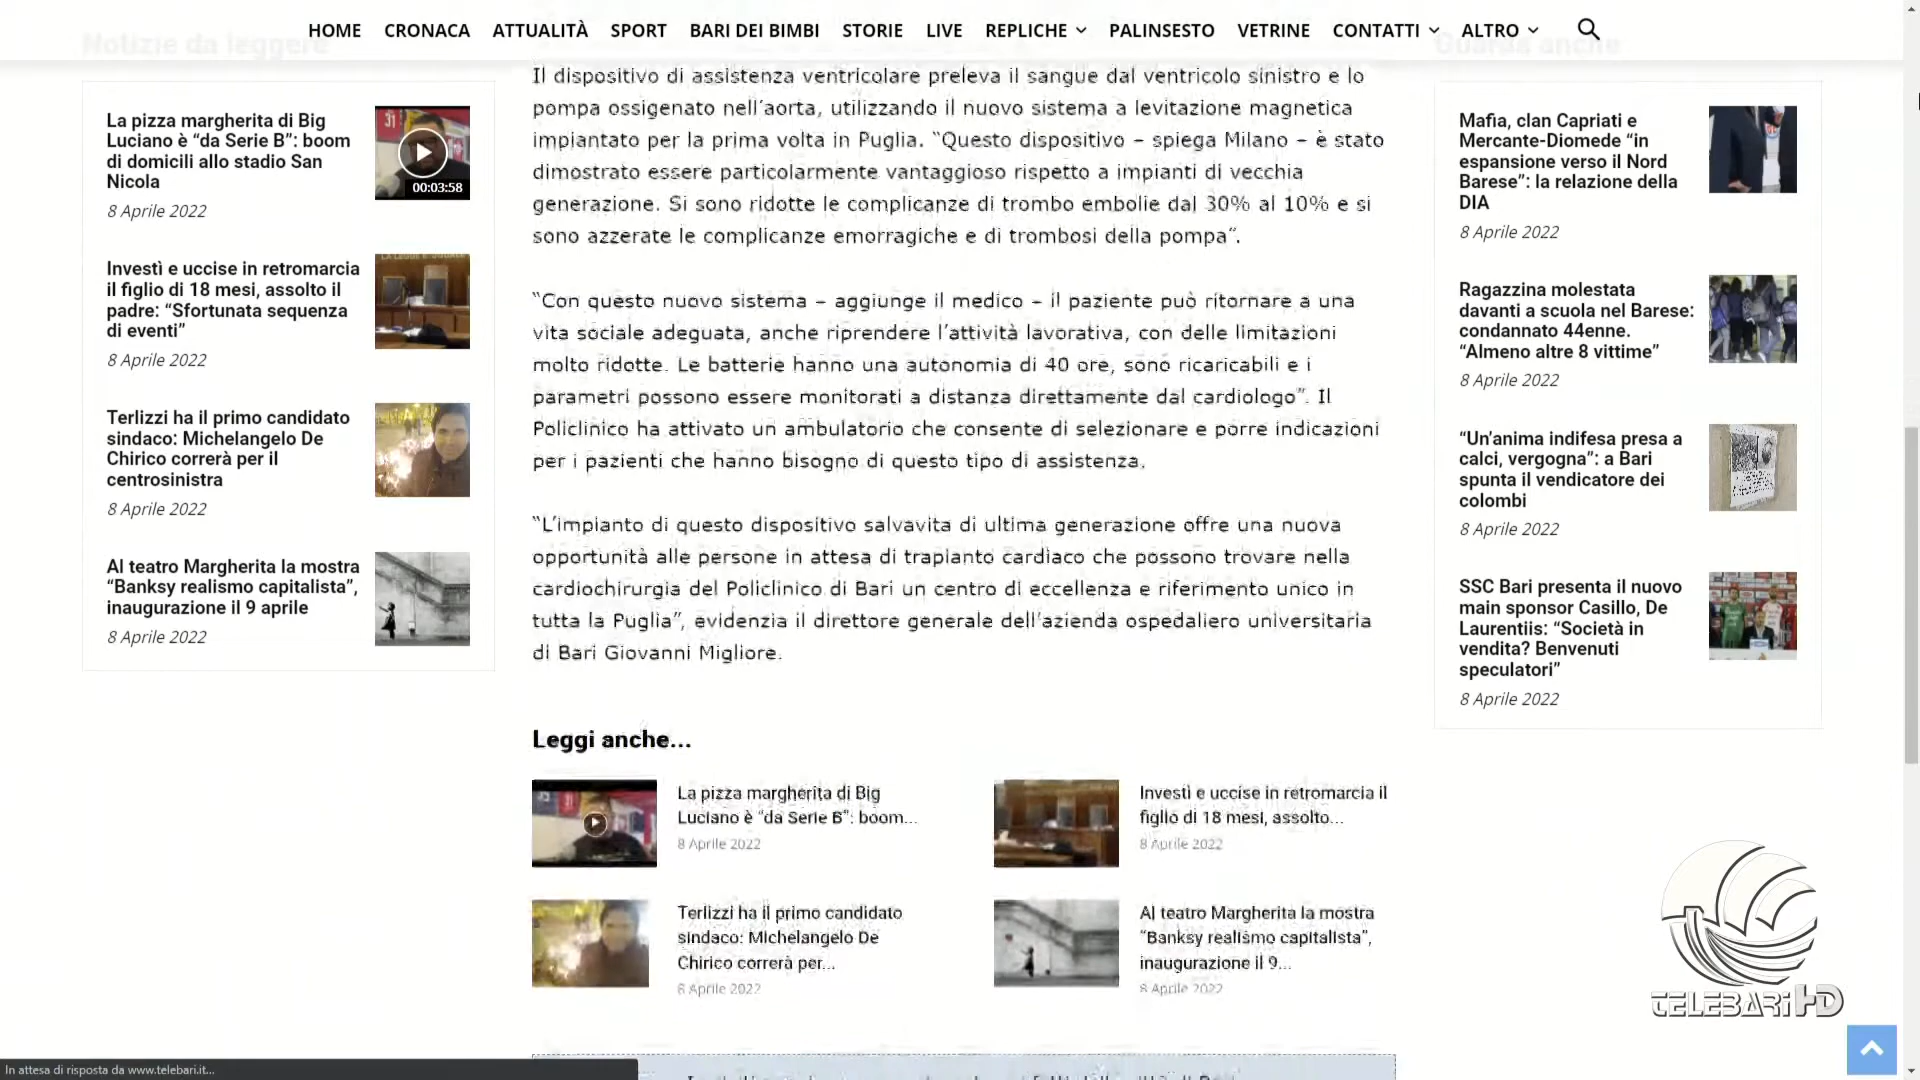 HOME CRONACA ATTUALITÀ SPORT BARI DEI BIMBI STORIE LIVE REPLICHE PALINSESTO VETRINE CONTATTI ALTRO
Notizie da leggere
La pizza margherita di Big
Luciano è “da Serie B”: boom
di domicili allo stadio San
Nicola
00:03:58
8 Aprile 2022
Investì e uccise in retromarcia
il figlio di 18 mesi, assolto il
padre: “Sfortunata sequenza
di eventi”
8 Aprile 2022
Terlizzi ha il primo candidato
sindaco: Michelangelo De
Chirico correrà per il
centrosinistra
8 Aprile 2022
Al teatro Margherita la mostra
“Banksy realismo capitalista”,
inaugurazione il 9 aprile
8 Aprile 2022
Il dispositivo di assistenza ventricolare preleva il sangue dal ventricolo sinistro e lo
pompa ossigenato nell’aorta, utilizzando il nuovo sistema a levitazione magnetica
impiantato per la prima volta in Puglia. “Questo dispositivo – spiega Milano – è stato
dimostrato essere particolarmente vantaggioso rispetto a impianti di vecchia
generazione. Si sono ridotte le complicanze di trombo embolie dal 30% al 10% e si
sono azzerate le complicanze emorragiche e di trombosi della pompa”.
“Con questo nuovo sistema – aggiunge il medico – il paziente può ritornare a una
vita sociale adeguata, anche riprendere l’attività lavorativa, con delle limitazioni
molto ridotte. Le batterie hanno una autonomia di 40 ore, sono ricaricabili e i
parametri possono essere monitorati a distanza direttamente dal cardiologo”. Il
Policlinico ha attivato un ambulatorio che consente di selezionare e porre indicazioni
per i pazienti che hanno bisogno di questo tipo di assistenza.
“L’impianto di questo dispositivo salvavita di ultima generazione offre una nuova
opportunità alle persone in attesa di trapianto cardiaco che possono trovare nella
cardiochirurgia del Policlinico di Bari un centro di eccellenza e riferimento unico in
tutta la Puglia”, evidenzia il direttore generale dell’azienda ospedaliero universitaria
di Bari Giovanni Migliore.
Leggi anche...
La pizza margherita di Big
Luciano è “da Serie B”: boom...
8 Aprile 2022
Investì e uccise in retromarcia il
figlio di 18 mesi, assolto...
8 Aprile 2022
Terlizzi ha il primo candidato
sindaco: Michelangelo De
Chirico correrà per...
8 Aprile 2022
Al teatro Margherita la mostra
“Banksy realismo capitalista”,
inaugurazione il 9...
8 Aprile 2022
Guarda anche
Mafia, clan Capriati e
Mercante-Diomede “in
espansione verso il Nord
Barese”: la relazione della
DIA
8 Aprile 2022
Ragazzina molestata
davanti a scuola nel Barese:
condannato 44enne.
“Almeno altre 8 vittime”
8 Aprile 2022
“Un’anima indifesa presa a
calci, vergogna”: a Bari
spunta il vendicatore dei
colombi
8 Aprile 2022
SSC Bari presenta il nuovo
main sponsor Casillo, De
Laurentiis: “Società in
vendita? Benvenuti
speculatori”
8 Aprile 2022
TELEBARI HD
In attesa di risposta da www.telebari.it...